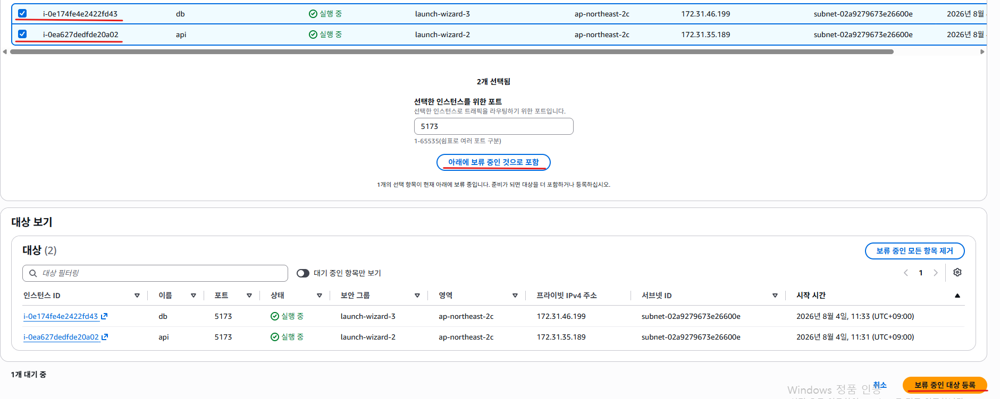 i-0e174fe4e2422fd43 db 실행 중 launch-wizard-3 ap-northeast-2c 172.31.46.199 subnet-02a9279673e26600e 2026년 8월
i-0ea627dedfde20a02 api 실행 중 launch-wizard-2 ap-northeast-2c 172.31.35.189 subnet-02a9279673e26600e 2026년 8월
2개 선택됨
선택한 인스턴스를 위한 포트
선택한 인스턴스로 트래픽을 라우팅하기 위한 포트입니다.
5173
1-65535(쉼표로 여러 포트 구분)
아래에 보류 중인 것으로 포함
1개의 선택 항목이 현재 아래에 보류 중입니다. 준비가 되면 대상을 더 포함하거나 등록하십시오.
대상 보기
대상 (2) 보류 중인 모든 항목 제거
대상 필터링 대기 중인 항목만 보기 1
인스턴스 ID 이름 포트 상태 보안 그룹 영역 프라이빗 IPv4 주소 서브넷 ID 시작 시간
i-0e174fe4e2422fd43 db 5173 실행 중 launch-wizard-3 ap-northeast-2c 172.31.46.199 subnet-02a9279673e26600e 2026년 8월 4일, 11:33 (UTC+09:00)
i-0ea627dedfde20a02 api 5173 실행 중 launch-wizard-2 ap-northeast-2c 172.31.35.189 subnet-02a9279673e26600e 2026년 8월 4일, 11:31 (UTC+09:00)
1개 대기 중
Windows 정품 인증 취소 보류 중인 대상 등록